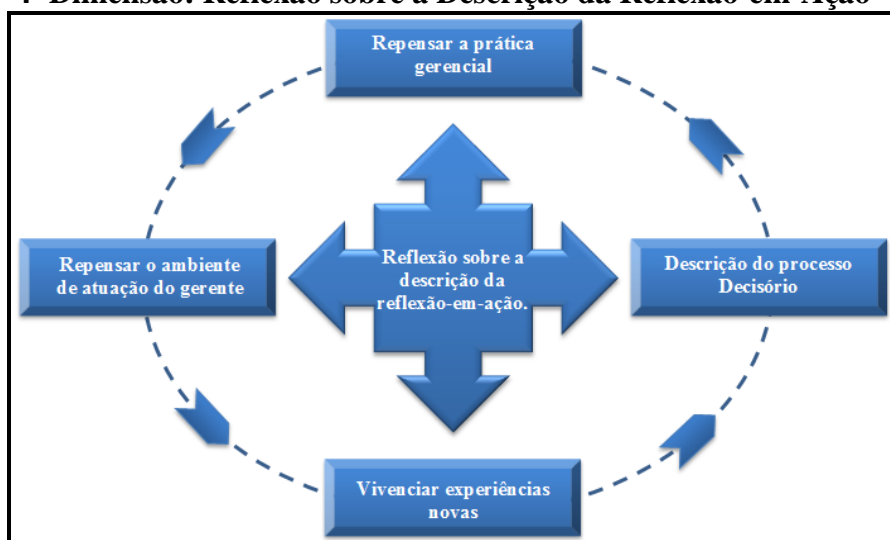 Dimensão: Reflexão sobre a Descrição da Reflexão-em-Ação
Repensar a prática
gerencial
Repensar o ambiente
de atuação do gerente
Reflexão sobre a
descrição da
reflexão-em-ação.
Descrição do processo
Decisório
Vivenciar experiências
novas